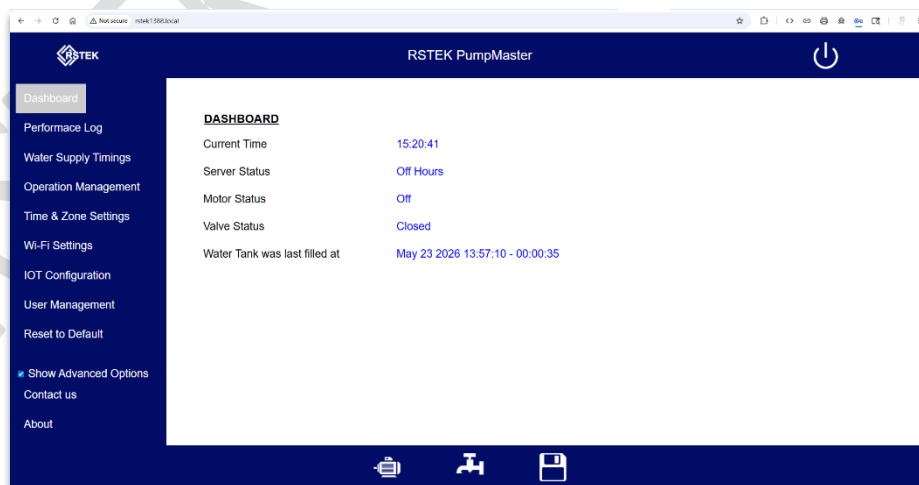 Not secure rstek1386.local
RSTEK
RSTEK PumpMaster
Dashboard
Performace Log
Water Supply Timings
Operation Management
Time & Zone Settings
Wi-Fi Settings
IOT Configuration
User Management
Reset to Default
Show Advanced Options
Contact us
About
DASHBOARD
Current Time 15:20:41
Server Status Off Hours
Motor Status Off
Valve Status Closed
Water Tank was last filled at May 23 2026 13:57:10 - 00:00:35